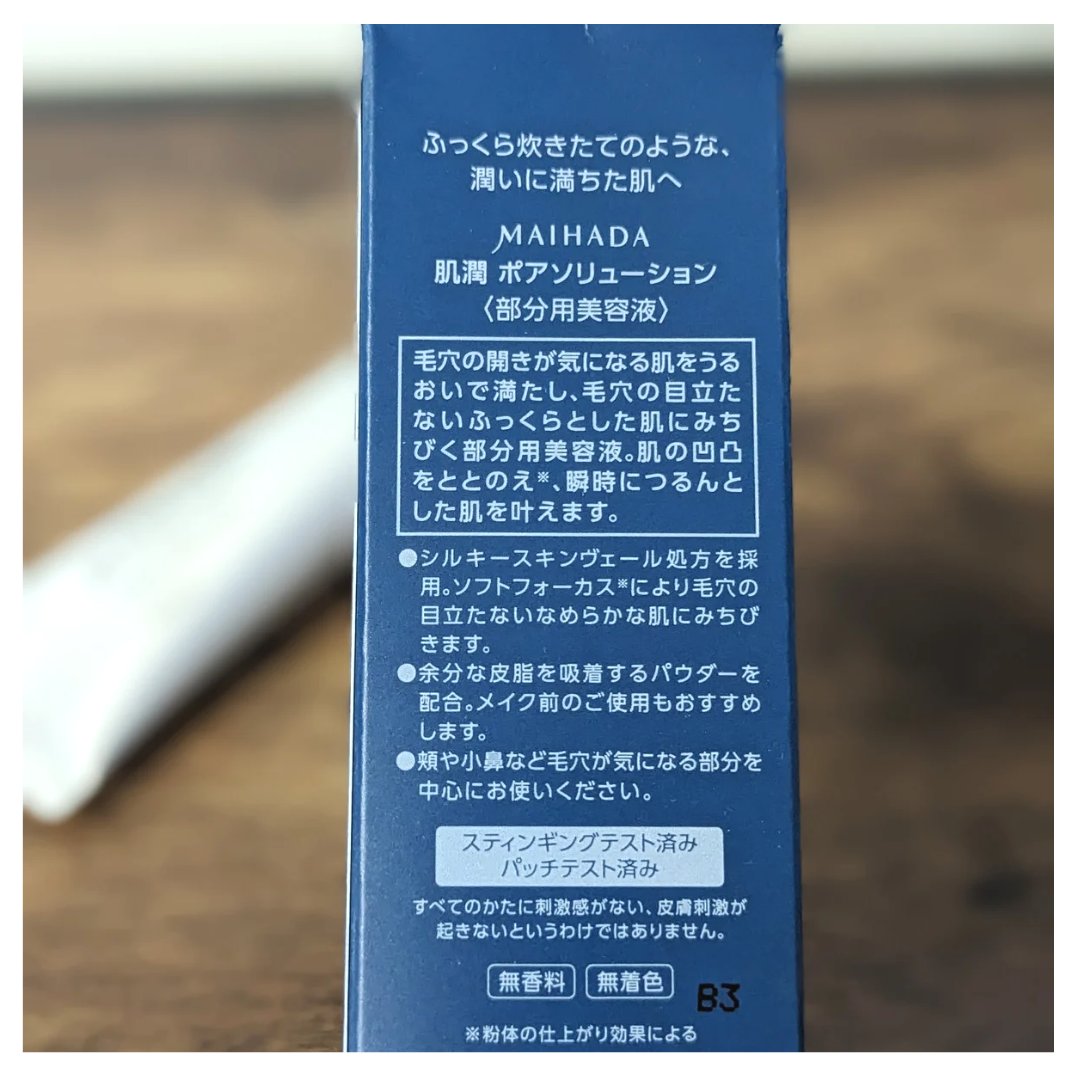 ふっくら炊きたてのような、
潤いに満ちた肌へ
MAIHADA
肌潤 ポアソリューション
〈部分用美容液〉
毛穴の開きが気になる肌をうる
おいで満たし、毛穴の目立た
ないふっくらとした肌にみち
びく部分用美容液。肌の凹凸
をととのえ※、瞬時につるんと
した肌を叶えます。
●シルキースキンヴェール処方を採
用。ソフトフォーカス※により毛穴の
目立たないなめらかな肌にみちび
きます。
●余分な皮脂を吸着するパウダーを
配合。メイク前のご使用もおすすめ
します。
●頬や小鼻など毛穴が気になる部分を
中心にお使いください。
スティンギングテスト済み
パッチテスト済み
すべてのかたに刺激感がない、皮膚刺激が
起きないというわけではありません。
無香料 無着色
B3
※粉体の仕上がり効果による